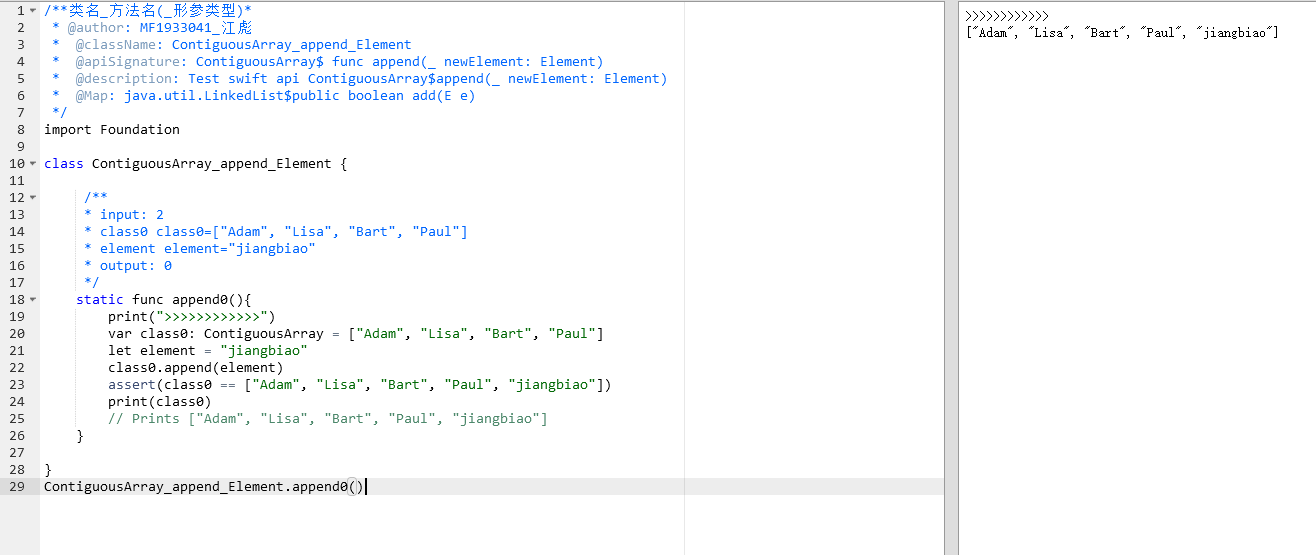 1 /**类名_方法名(_形参类型)*
2 * @author: MF1933041_江彪
3 *  @className: ContiguousArray_append_Element
4 *  @apiSignature: ContiguousArray$ func append(_ newElement: Element)
5 *  @description: Test swift api ContiguousArray$append(_ newElement: Element)
6 *  @Map: java.util.LinkedList$public boolean add(E e)
7 */
8 import Foundation
9
10 class ContiguousArray_append_Element {
11
12 /**
13 * input: 2
14 * class0 class0=["Adam", "Lisa", "Bart", "Paul"]
15 * element element="jiangbiao"
16 * output: 0
17 */
18 static func append0(){
19 print(">>>>>>>>>>>>")
20 var class0: ContiguousArray = ["Adam", "Lisa", "Bart", "Paul"]
21 let element = "jiangbiao"
22 class0.append(element)
23 assert(class0 == ["Adam", "Lisa", "Bart", "Paul", "jiangbiao"])
24 print(class0)
25 // Prints ["Adam", "Lisa", "Bart", "Paul", "jiangbiao"]
26 }
27
28 }
29 ContiguousArray_append_Element.append0()
>>>>>>>>>>>>
["Adam", "Lisa", "Bart", "Paul", "jiangbiao"]